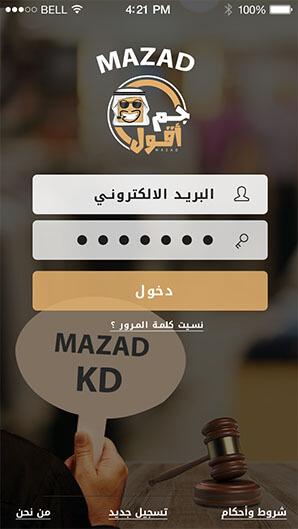 BELL 4:21 PM 100%
MAZAD
جم
أقول
MAZAD
البريد الالكتروني
دخول
نسيت كلمة المرور ؟
MAZAD
KD
من نحن تسجيل جديد شروط وأحكام